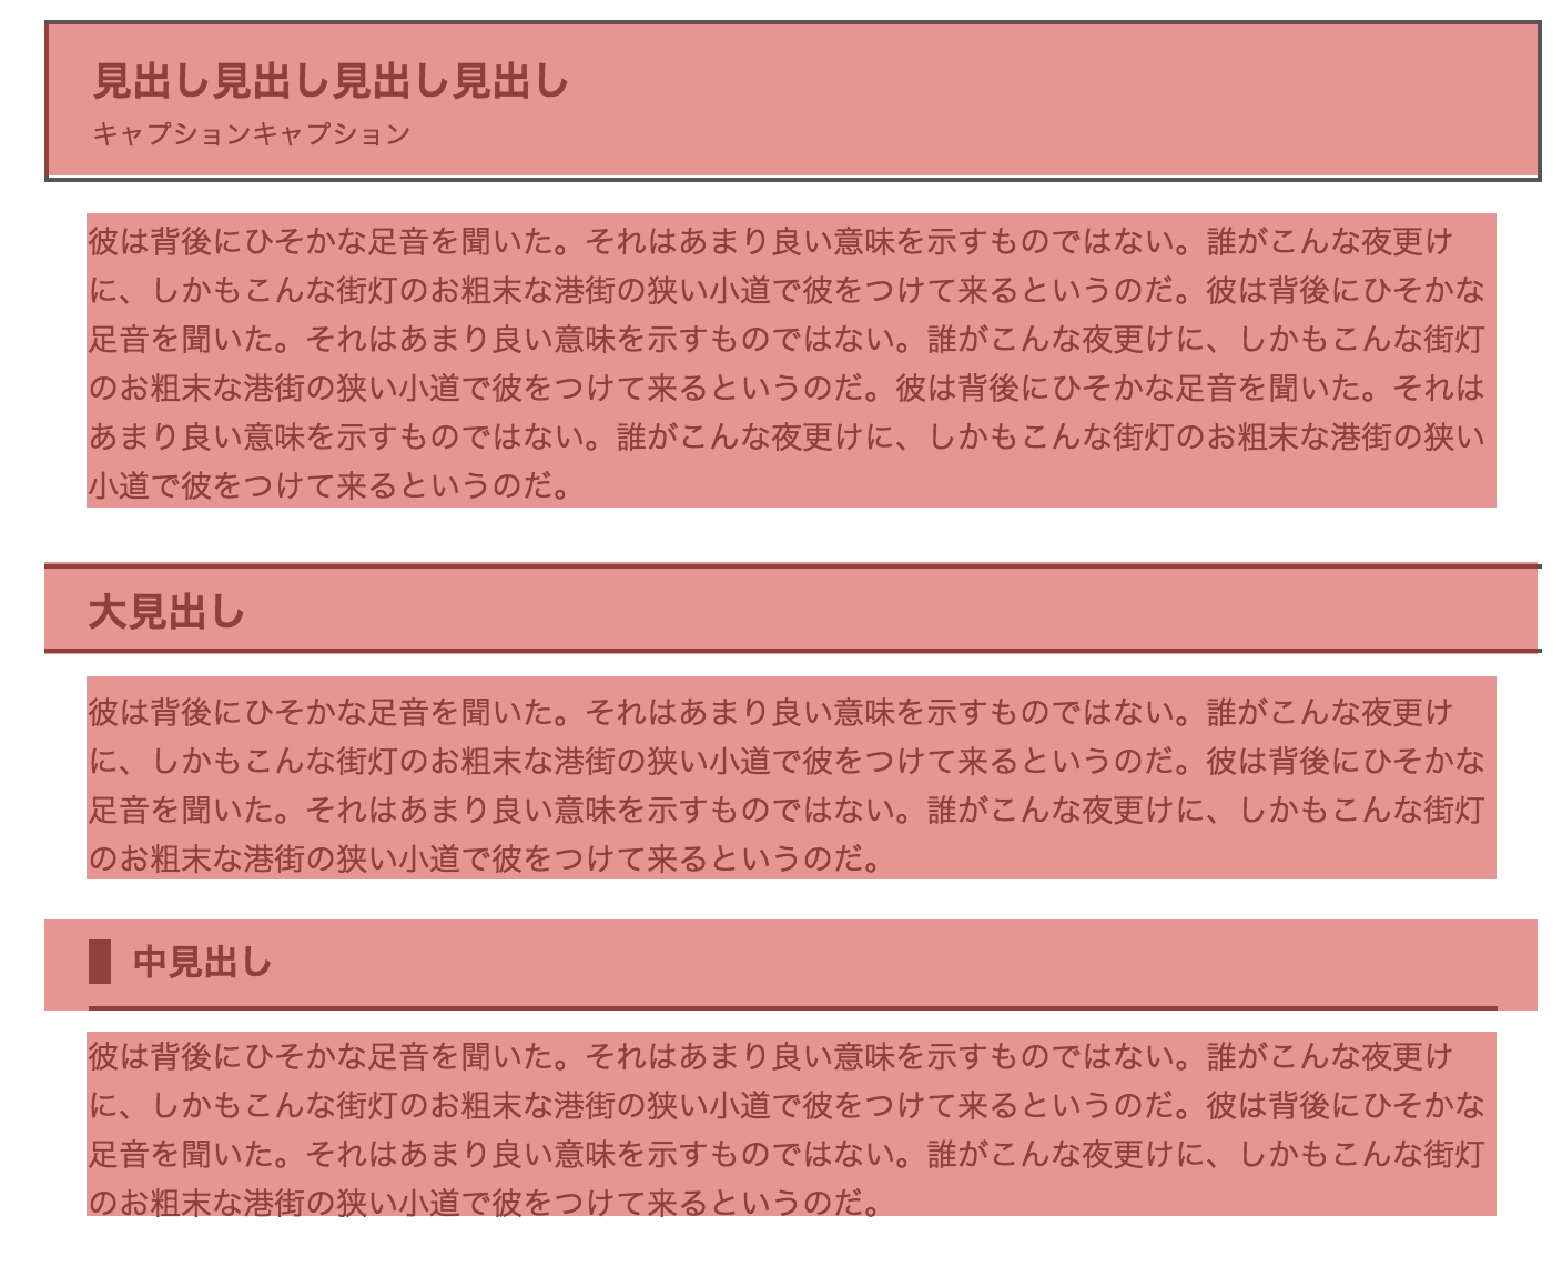 見出し見出し見出し見出し
キャプションキャプション
彼は背後にひそかな足音を聞いた。それはあまり良い意味を示すものではない。誰がこんな夜更け
に、しかもこんな街灯のお粗末な港街の狭い小道で彼をつけて来るというのだ。彼は背後にひそかな
足音を聞いた。それはあまり良い意味を示すものではない。誰がこんな夜更けに、しかもこんな街灯
のお粗末な港街の狭い小道で彼をつけて来るというのだ。彼は背後にひそかな足音を聞いた。それは
あまり良い意味を示すものではない。誰がこんな夜更けに、しかもこんな街灯のお粗末な港街の狭い
小道で彼をつけて来るというのだ。
大見出し
彼は背後にひそかな足音を聞いた。それはあまり良い意味を示すものではない。誰がこんな夜更け
に、しかもこんな街灯のお粗末な港街の狭い小道で彼をつけて来るというのだ。彼は背後にひそかな
足音を聞いた。それはあまり良い意味を示すものではない。誰がこんな夜更けに、しかもこんな街灯
のお粗末な港街の狭い小道で彼をつけて来るというのだ。
中見出し
彼は背後にひそかな足音を聞いた。それはあまり良い意味を示すものではない。誰がこんな夜更け
に、しかもこんな街灯のお粗末な港街の狭い小道で彼をつけて来るというのだ。彼は背後にひそかな
足音を聞いた。それはあまり良い意味を示すものではない。誰がこんな夜更けに、しかもこんな街灯
のお粗末な港街の狭い小道で彼をつけて来るというのだ。